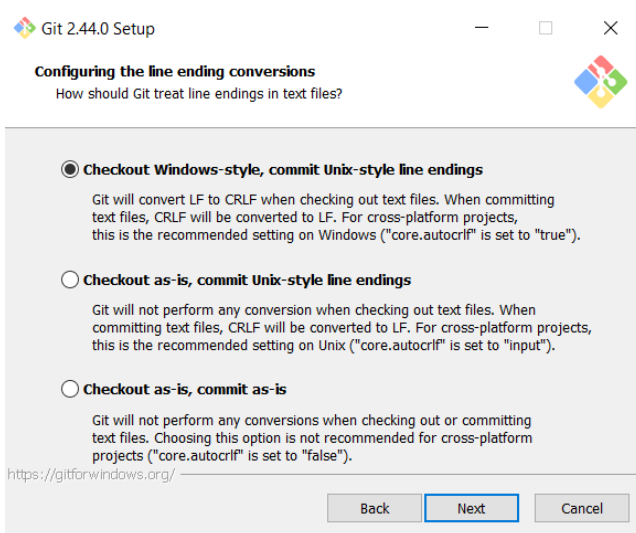 Git 2.44.0 Setup
Configuring the line ending conversions
How should Git treat line endings in text files?
Checkout Windows-style, commit Unix-style line endings
Git will convert LF to CRLF when checking out text files. When committing
text files, CRLF will be converted to LF. For cross-platform projects,
this is the recommended setting on Windows ("core.autocrlf" is set to "true").
Checkout as-is, commit Unix-style line endings
Git will not perform any conversion when checking out text files. When
committing text files, CRLF will be converted to LF. For cross-platform projects,
this is the recommended setting on Unix ("core.autocrlf" is set to "input").
Checkout as-is, commit as-is
Git will not perform any conversions when checking out or committing
text files. Choosing this option is not recommended for cross-platform
projects ("core.autocrlf" is set to "false").
https://gitforwindows.org/
Back Next Cancel